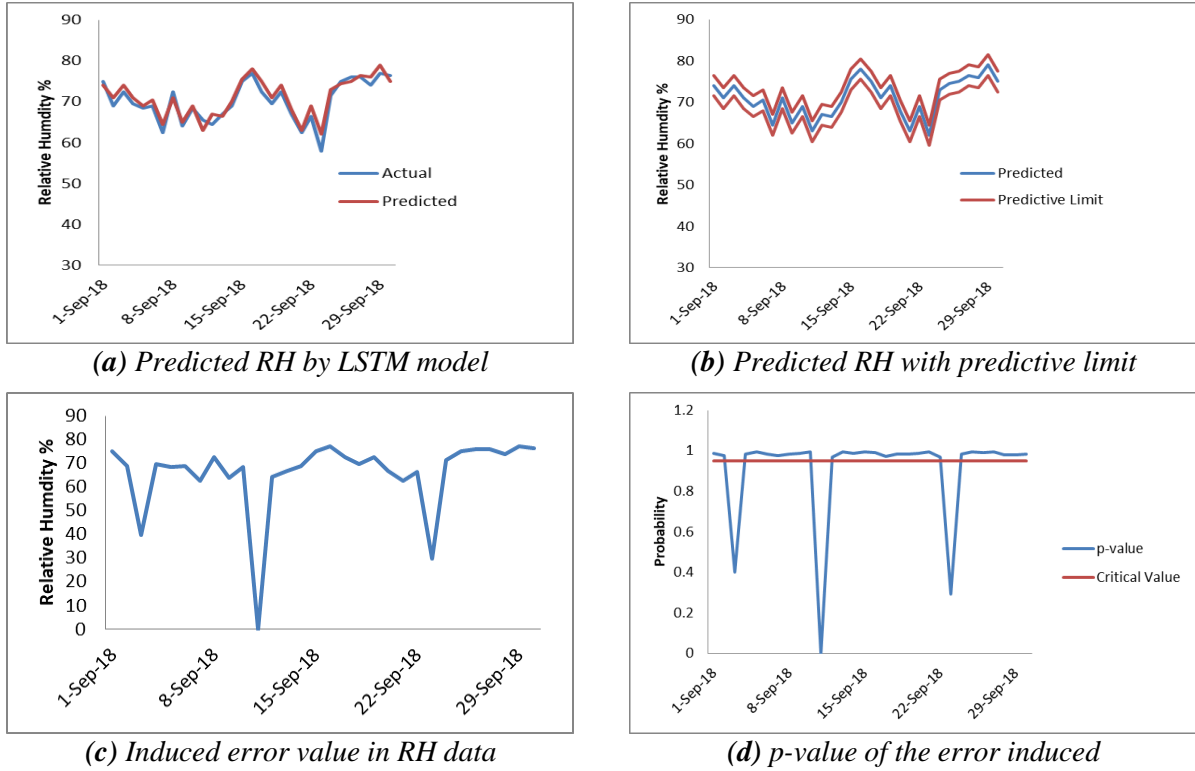 90
80
70
60
50
40
30
Relative Humdity %
Actual
Predicted
1-Sep-18
8-Sep-18
15-Sep-18
22-Sep-18
29-Sep-18
(a) Predicted RH by LSTM model
90
80
70
60
50
40
30
Relative Humdity %
Predicted
Predictive Limit
1-Sep-18
8-Sep-18
15-Sep-18
22-Sep-18
29-Sep-18
(b) Predicted RH with predictive limit
90
80
70
60
50
40
30
20
10
0
Relative Humdity %
1-Sep-18
8-Sep-18
15-Sep-18
22-Sep-18
29-Sep-18
(c) Induced error value in RH data
1.2
1
0.8
0.6
0.4
0.2
0
Probability
p-value
Critical Value
1-Sep-18
8-Sep-18
15-Sep-18
22-Sep-18
29-Sep-18
(d) p-value of the error induced